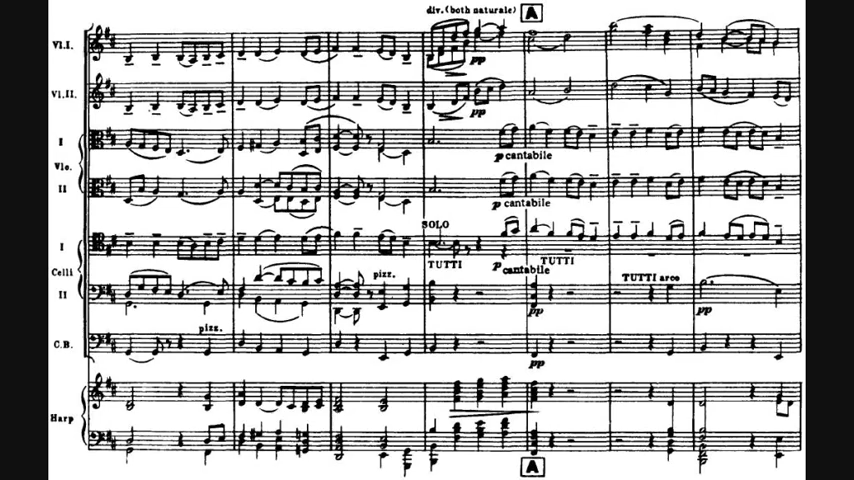 div. (both naturale) A
Vl.I.
pp
Vl.II.
pp
I
p cantabile
Vle.
II
p cantabile
SOLO
I
TUTTI
TUTTI
p cantabile
Celli
pizz.
TUTTI arco
II
pp
pp
pizz.
C.B.
pp
Harp
A